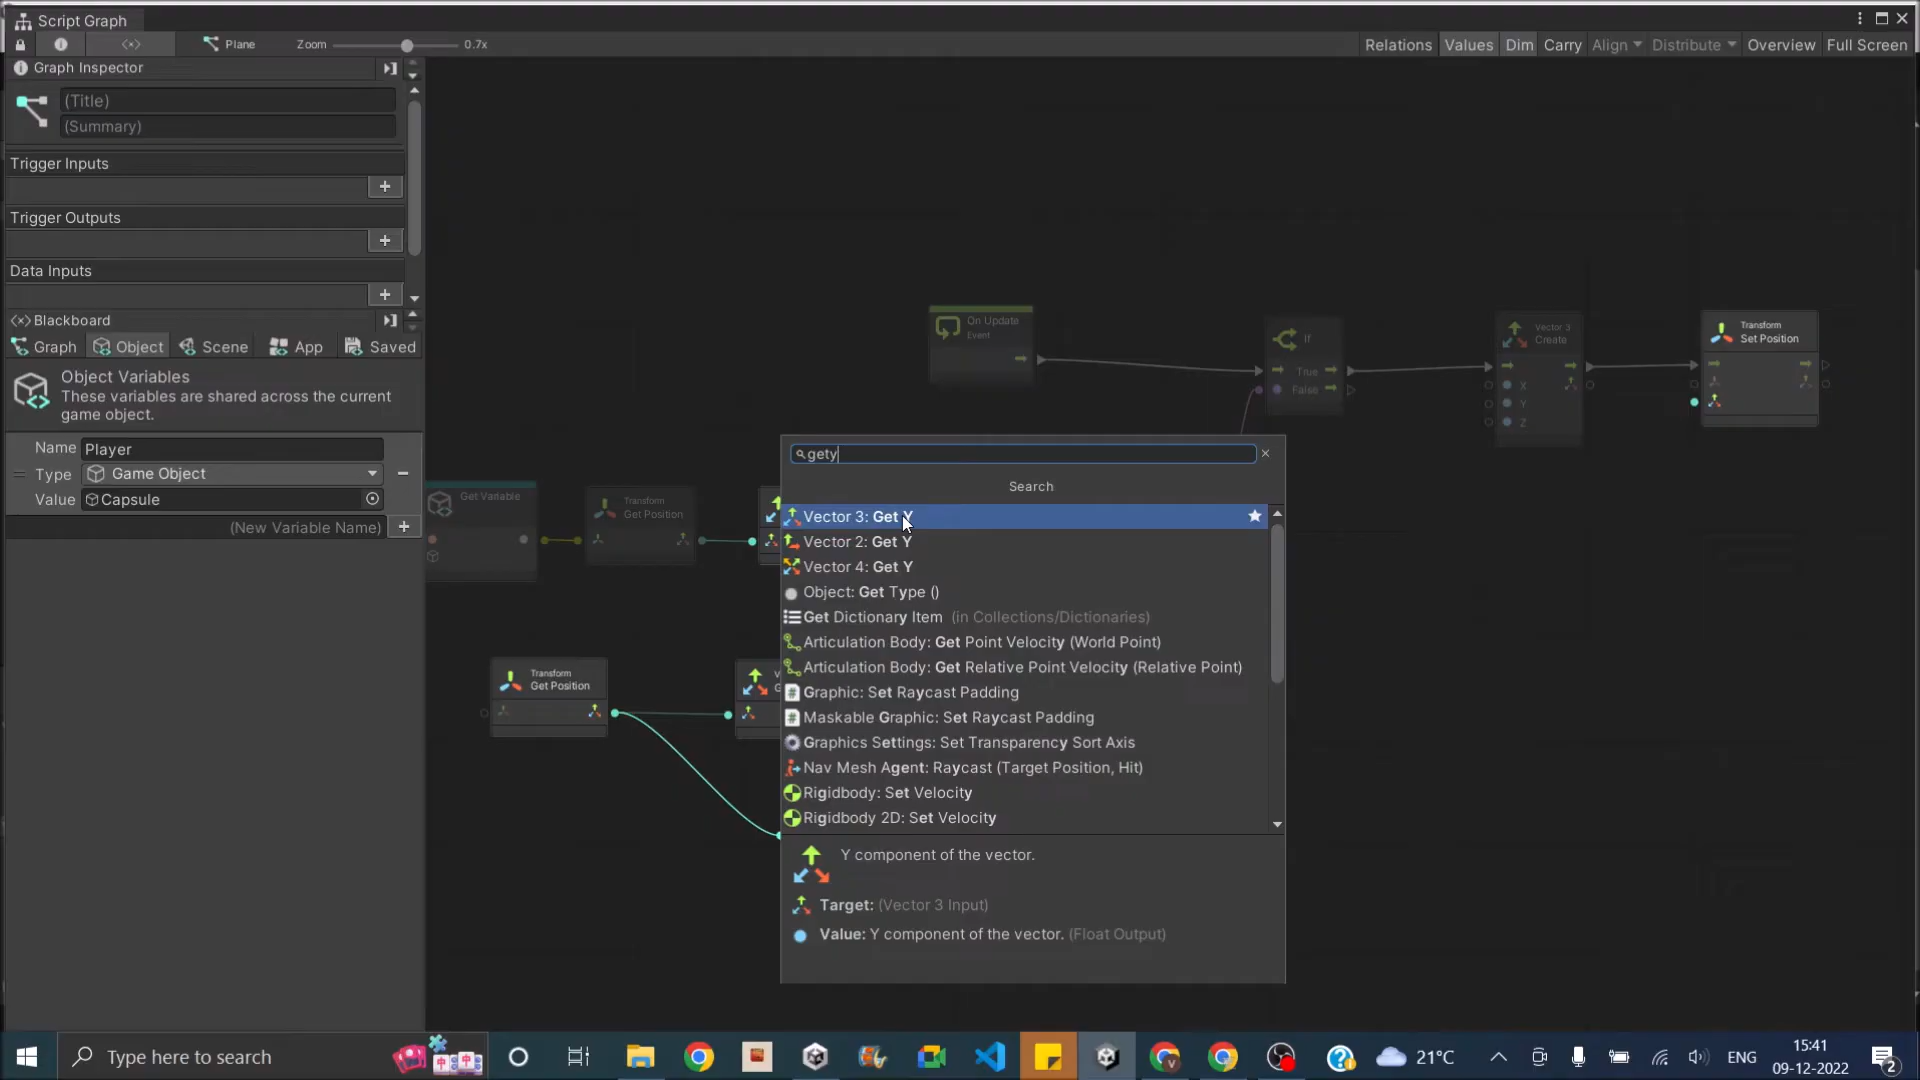 Script Graph
Plane
Zoom
0.7x
Relations
Values
Dim
Carry
Align
Distribute
Overview
Full Screen
Graph Inspector
(Title)
(Summary)
Trigger Inputs
Trigger Outputs
Data Inputs
Blackboard
Graph
Object
Scene
App
Saved
Object Variables
These variables are shared across the current
game object.
Name
Player
Type
Game Object
Value
Capsule
(New Variable Name)
On Update
Event
If
True
False
Vector 3
Create
X
Y
Z
Transform
Set Position
Get Variable
Transform
Get Position
Transform
Get Position
gety
Search
Vector 3: Get Y
Vector 2: Get Y
Vector 4: Get Y
Object: Get Type ()
Get Dictionary Item (in Collections/Dictionaries)
Articulation Body: Get Point Velocity (World Point)
Articulation Body: Get Relative Point Velocity (Relative Point)
Graphic: Set Raycast Padding
Maskable Graphic: Set Raycast Padding
Graphics Settings: Set Transparency Sort Axis
Nav Mesh Agent: Raycast (Target Position, Hit)
Rigidbody: Set Velocity
Rigidbody 2D: Set Velocity
Y component of the vector.
Target: (Vector 3 Input)
Value: Y component of the vector. (Float Output)
Type here to search
21°C
ENG
15:41
09-12-2022
2